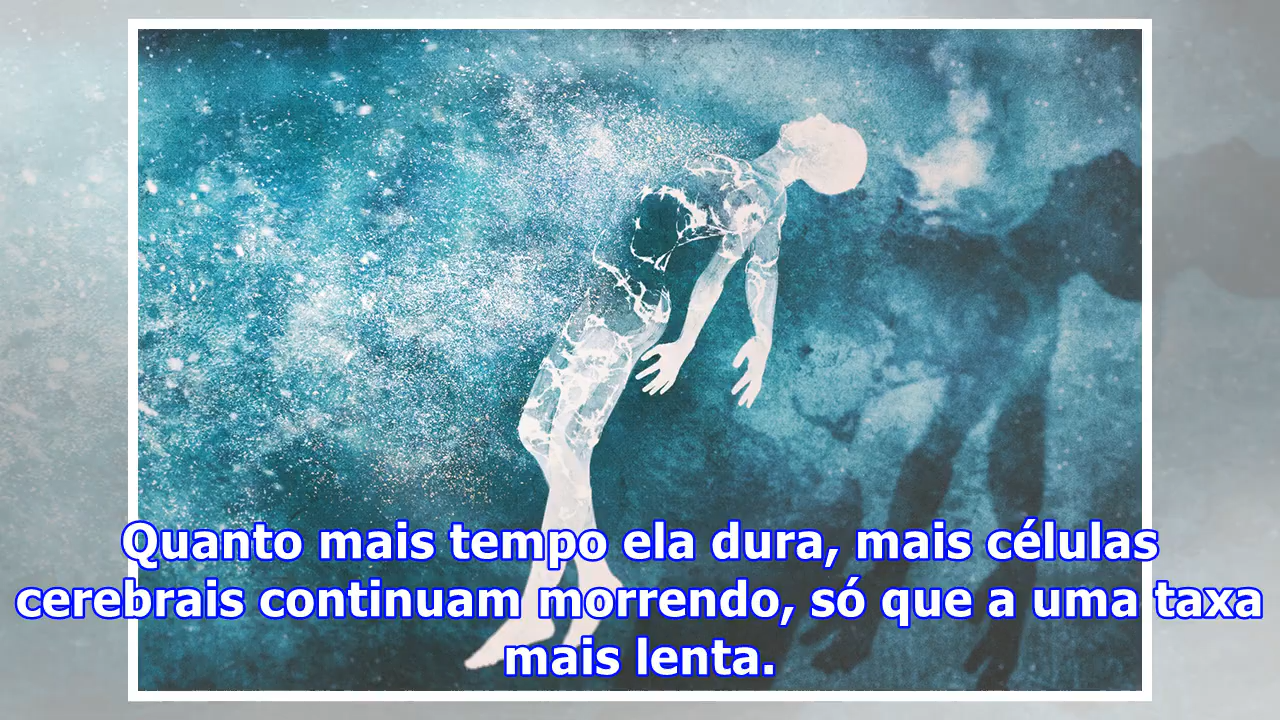 Quanto mais tempo ela dura, mais células
cerebrais continuam morrendo, só que a uma taxa
mais lenta.